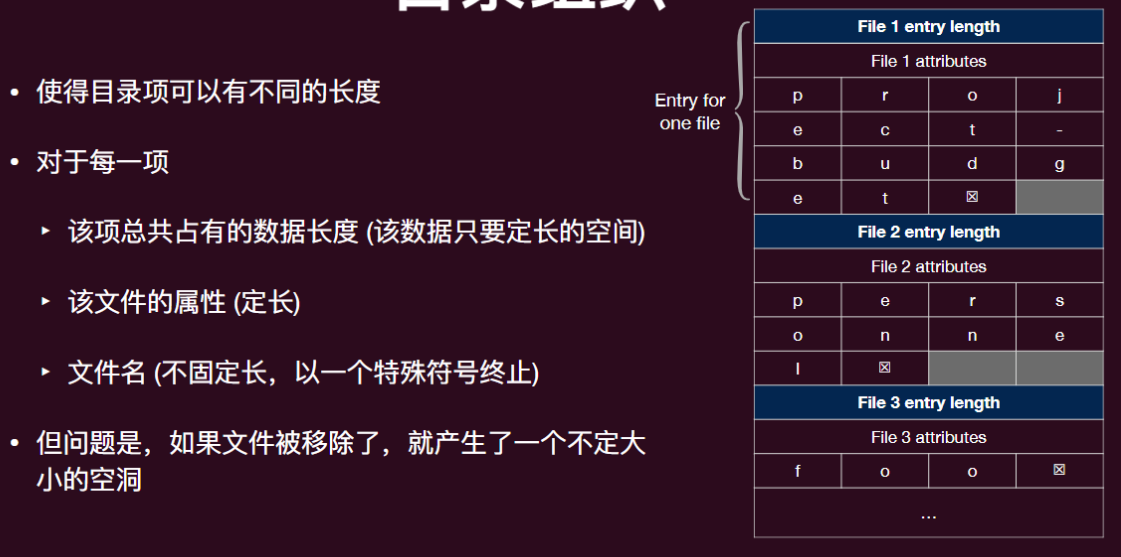 • 使得目录项可以有不同的长度
• 对于每一项
‣ 该项总共占有的数据长度 (该数据只要定长的空间)
‣ 该文件的属性 (定长)
‣ 文件名 (不固定长，以一个特殊符号终止)
• 但问题是，如果文件被移除了，就产生了一个不定大
小的空洞
Entry for
one file
File 1 entry length
File 1 attributes
p r o j
e c t -
b u d g
e t ☒
File 2 entry length
File 2 attributes
p e r s
o n n e
l ☒
File 3 entry length
File 3 attributes
f o o ☒
...